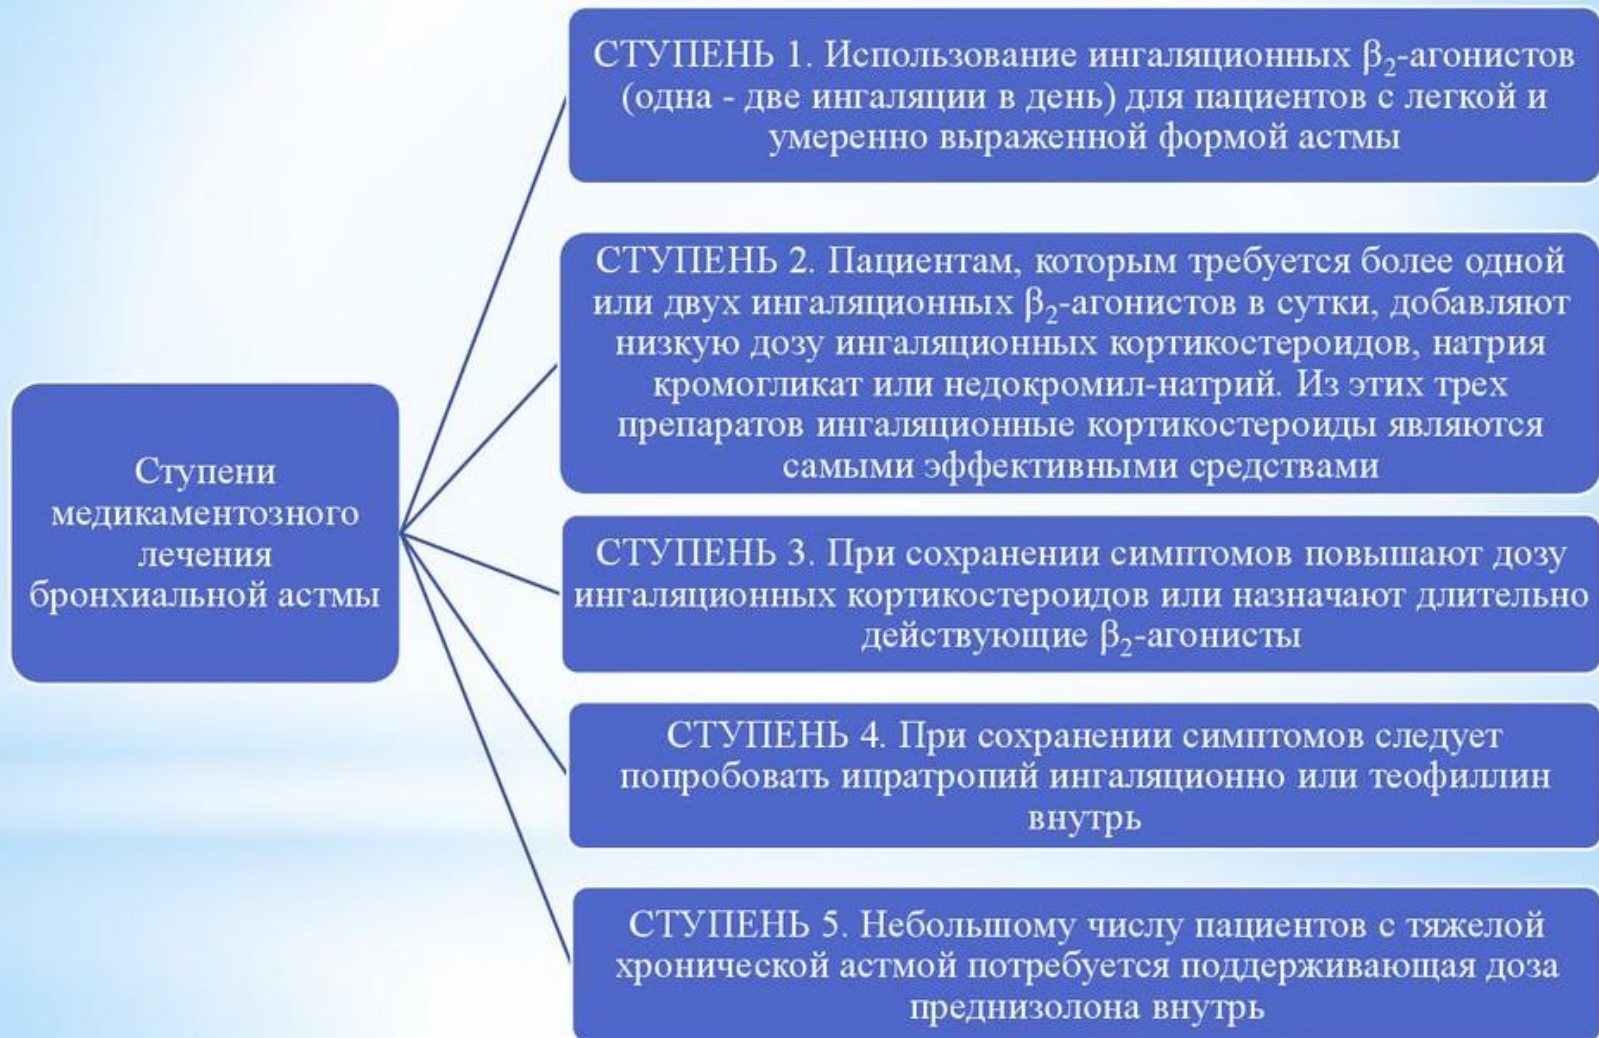 Ступени
медикаментозного
лечения
бронхиальной астмы
СТУПЕНЬ 1. Использование ингаляционных β₂-агонистов
(одна - две ингаляции в день) для пациентов с легкой и
умеренно выраженной формой астмы
СТУПЕНЬ 2. Пациентам, которым требуется более одной
или двух ингаляционных β₂-агонистов в сутки, добавляют
низкую дозу ингаляционных кортикостероидов, натрия
кромогликат или недокромил-натрий. Из этих трех
препаратов ингаляционные кортикостероиды являются
самыми эффективными средствами
СТУПЕНЬ 3. При сохранении симптомов повышают дозу
ингаляционных кортикостероидов или назначают длительно
действующие β₂-агонисты
СТУПЕНЬ 4. При сохранении симптомов следует
попробовать ипратропий ингаляционно или теофиллин
внутрь
СТУПЕНЬ 5. Небольшому числу пациентов с тяжелой
хронической астмой потребуется поддерживающая доза
преднизолона внутрь